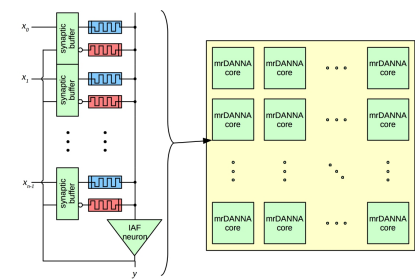 x0
synaptic buffer
x1
synaptic buffer
xn-1
synaptic buffer
IAF
neuron
y
mrDANNA
core
mrDANNA
core
mrDANNA
core
mrDANNA
core
mrDANNA
core
mrDANNA
core
mrDANNA
core
mrDANNA
core
mrDANNA
core